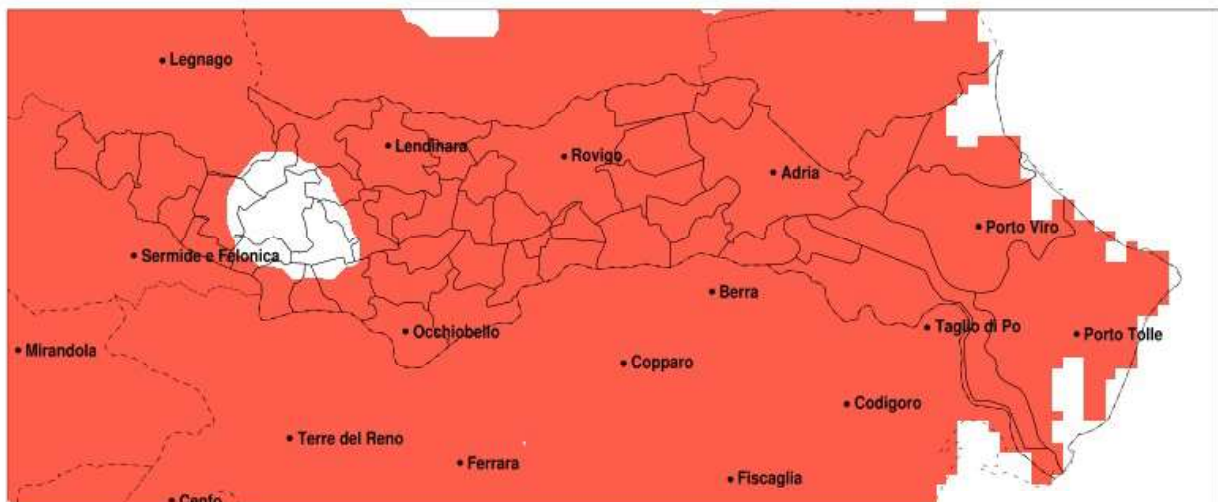 Legnago
Lendinara
Rovigo
Adria
Porto Viro
Sermide e Felonica
Berra
Occhiobello
Taglio di Po
Porto Tolle
Mirandola
Copparo
Codigoro
Terre del Reno
Ferrara
Fiscaglia
Cento